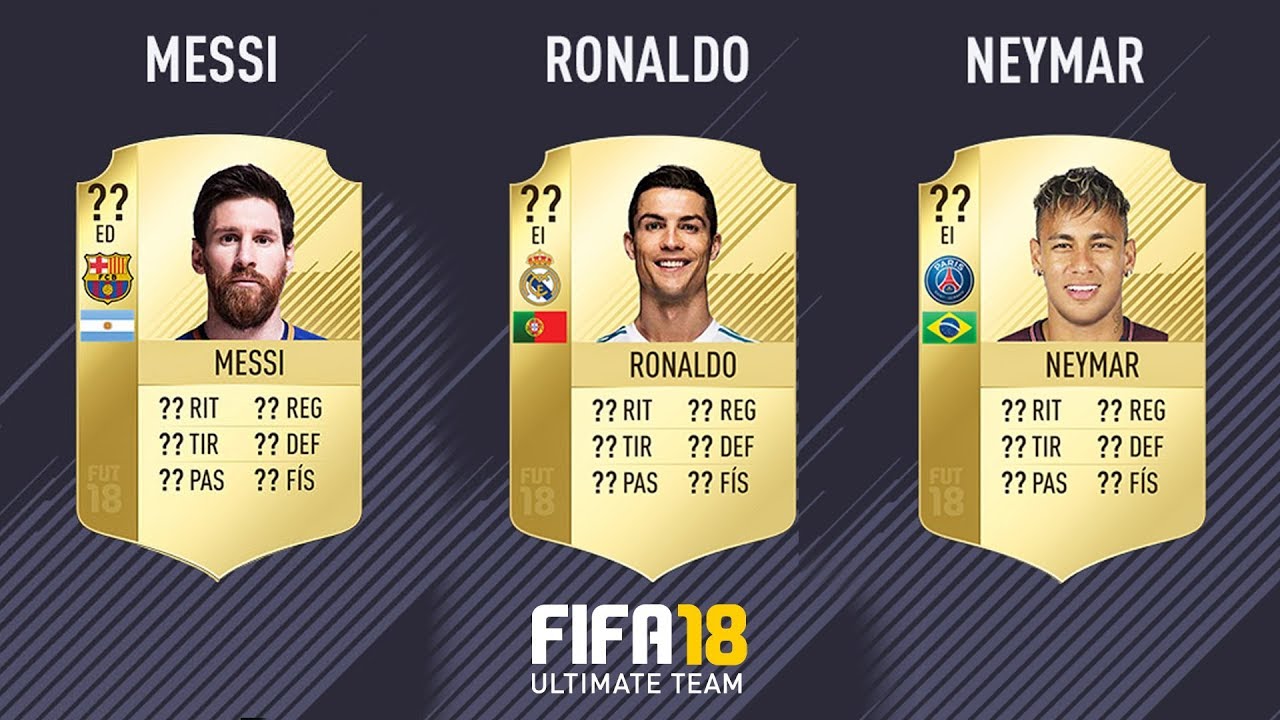 MESSI
RONALDO
NEYMAR
??
ED
FCB
MESSI
?? RIT ?? REG
?? TIR ?? DEF
?? PAS ?? FÍS
FUT
18
??
EI
RONALDO
?? RIT ?? REG
?? TIR ?? DEF
?? PAS ?? FÍS
FUT
18
??
EI
PARIS
NEYMAR
?? RIT ?? REG
?? TIR ?? DEF
?? PAS ?? FÍS
FUT
18
FIFA18
ULTIMATE TEAM